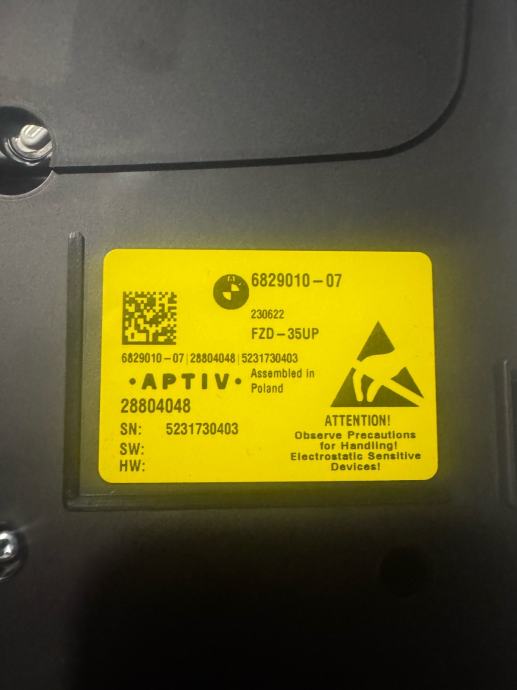 6829010-07
230622
FZD-35UP
6829010-07|28804048|5231730403
• APTIV •
Assembled in
Poland
28804048
SN: 5231730403
SW:
HW:
ATTENTION!
Observe Precautions
for Handling!
Electrostatic Sensitive
Devices!